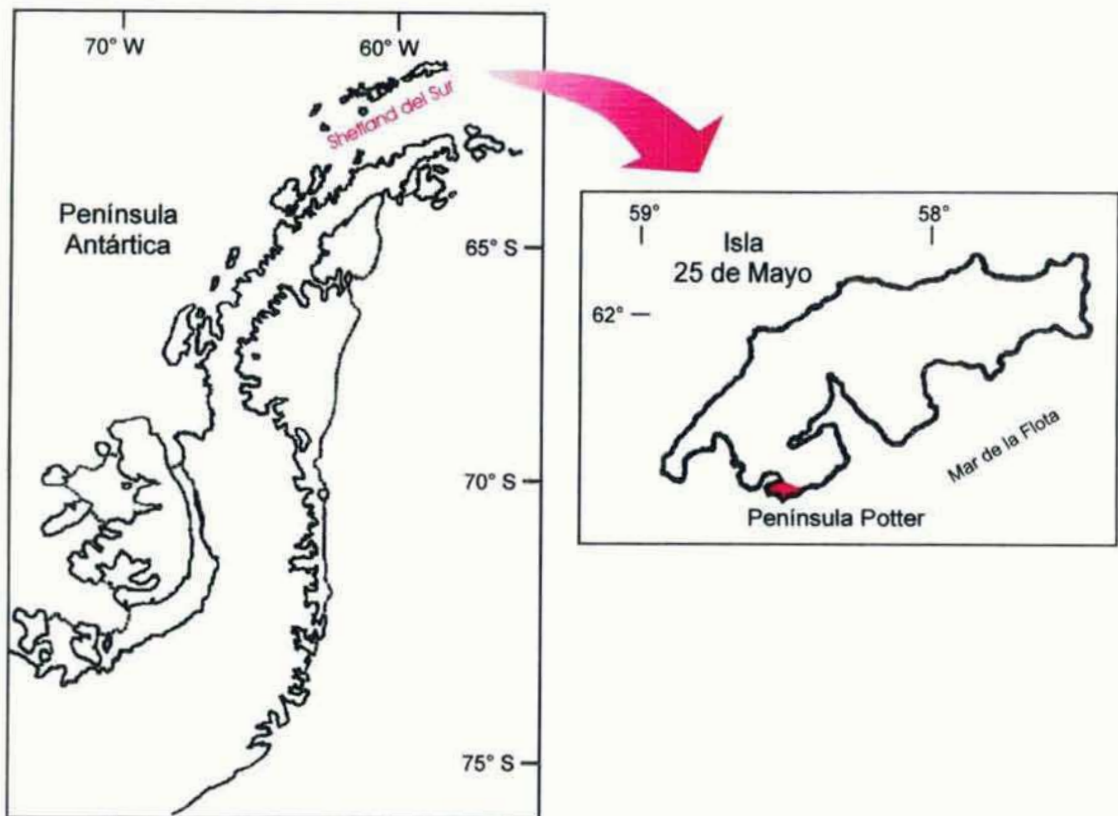 70° W
60° W
Shetland del Sur
Península
Antártica
65° S
70° S
75° S
59°
58°
Isla
25 de Mayo
62°
Mar de la Flota
Península Potter